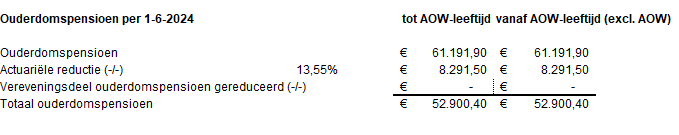 Ouderdomspensioen per 1-6-2024 tot AOW-leeftijd vanaf AOW-leeftijd (excl. AOW)
Ouderdomspensioen € 61.191,90 € 61.191,90
Actuariële reductie (-/-) 13,55% € 8.291,50 € 8.291,50
Vereveningsdeel ouderdomspensioen gereduceerd (-/-) € - € -
Totaal ouderdomspensioen € 52.900,40 € 52.900,40